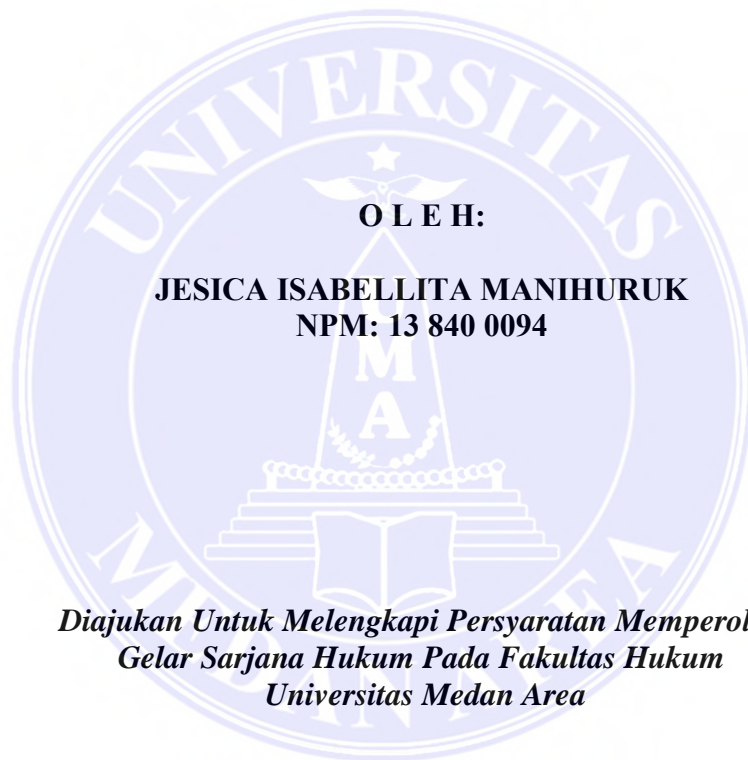 UNIVERSITAS
O L E H:
JESICA ISABELLITA MANIHURUK
NPM: 13 840 0094
U
M
A
Diajukan Untuk Melengkapi Persyaratan Memperol
Gelar Sarjana Hukum Pada Fakultas Hukum
Universitas Medan Area
MEDAN AREA